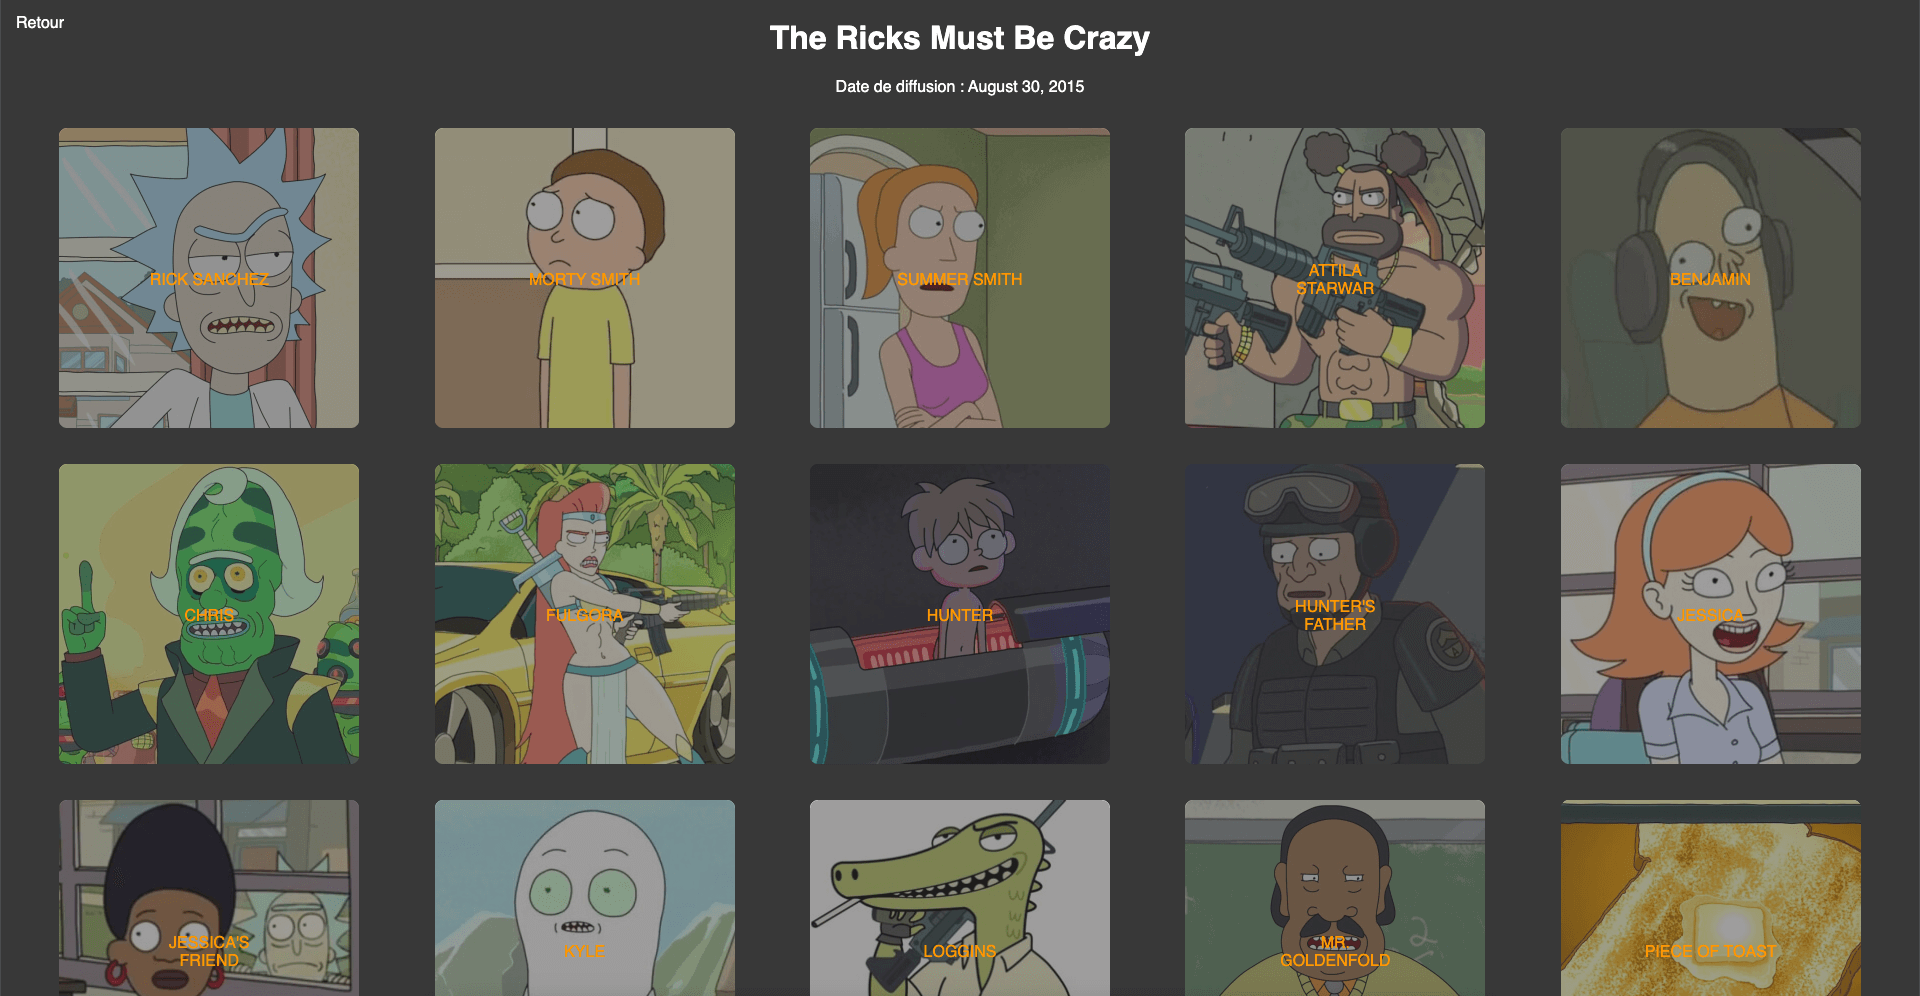 Retour
The Ricks Must Be Crazy
Date de diffusion : August 30, 2015
RICK SANCHEZ
MORTY SMITH
SUMMER SMITH
ATTILA
STARWAR
BENJAMIN
CHRIS
FULGORA
HUNTER
HUNTER'S
FATHER
JESSICA
JESSICA'S
FRIEND
KYLE
LOGGINS
MR.
GOLDENFOLD
PIECE OF TOAST